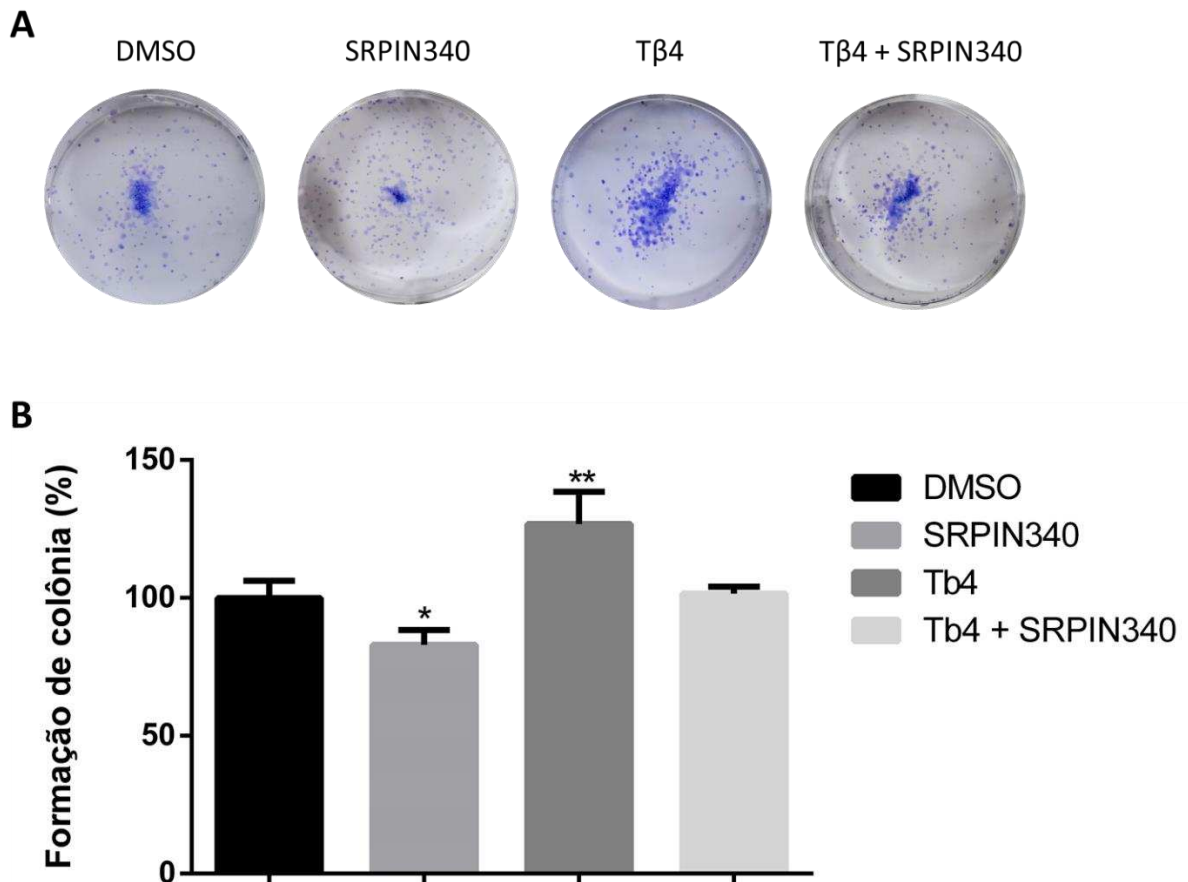 A
DMSO
SRPIN340
Tβ4
Tβ4 + SRPIN340
B
Formação de colônia (%)
150
100
50
0
*
**
DMSO
SRPIN340
Tb4
Tb4 + SRPIN340